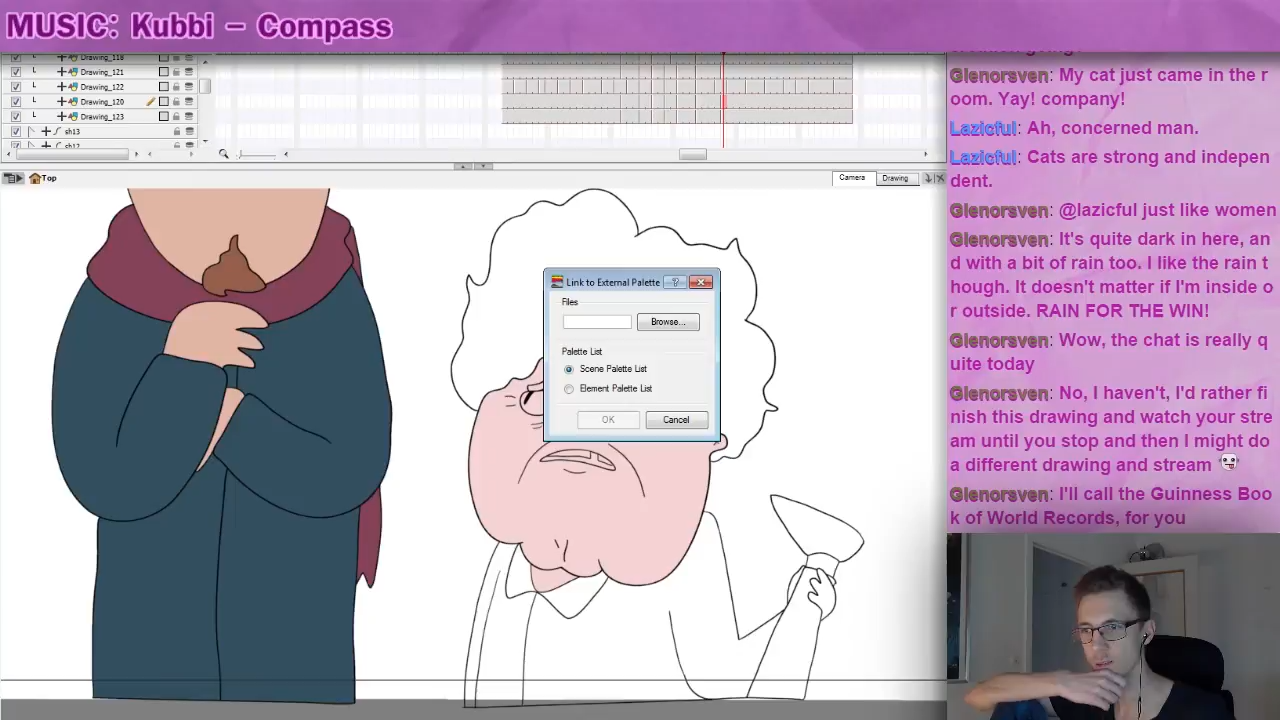 MUSIC: Kubbi – Compass
Drawing_118
Drawing_121
Drawing_122
Drawing_120
Drawing_123
sh13
sh12
Top
Camera
Drawing
Link to External Palette
?
Files
Browse...
Palette List
Scene Palette List
Element Palette List
OK
Cancel
Glenorsven: My cat just came in the r
oom. Yay! company!
Lazicful: Ah, concerned man.
Lazicful: Cats are strong and indepen
dent.
Glenorsven: @lazicful just like women
Glenorsven: It's quite dark in here, an
d with a bit of rain too. I like the rain t
hough. It doesn't matter if I'm inside o
r outside. RAIN FOR THE WIN!
Glenorsven: Wow, the chat is really q
uite today
Glenorsven: No, I haven't, I'd rather fi
nish this drawing and watch your stre
am until you stop and then I might do
a different drawing and stream
Glenorsven: I'll call the Guinness Boo
k of World Records, for you